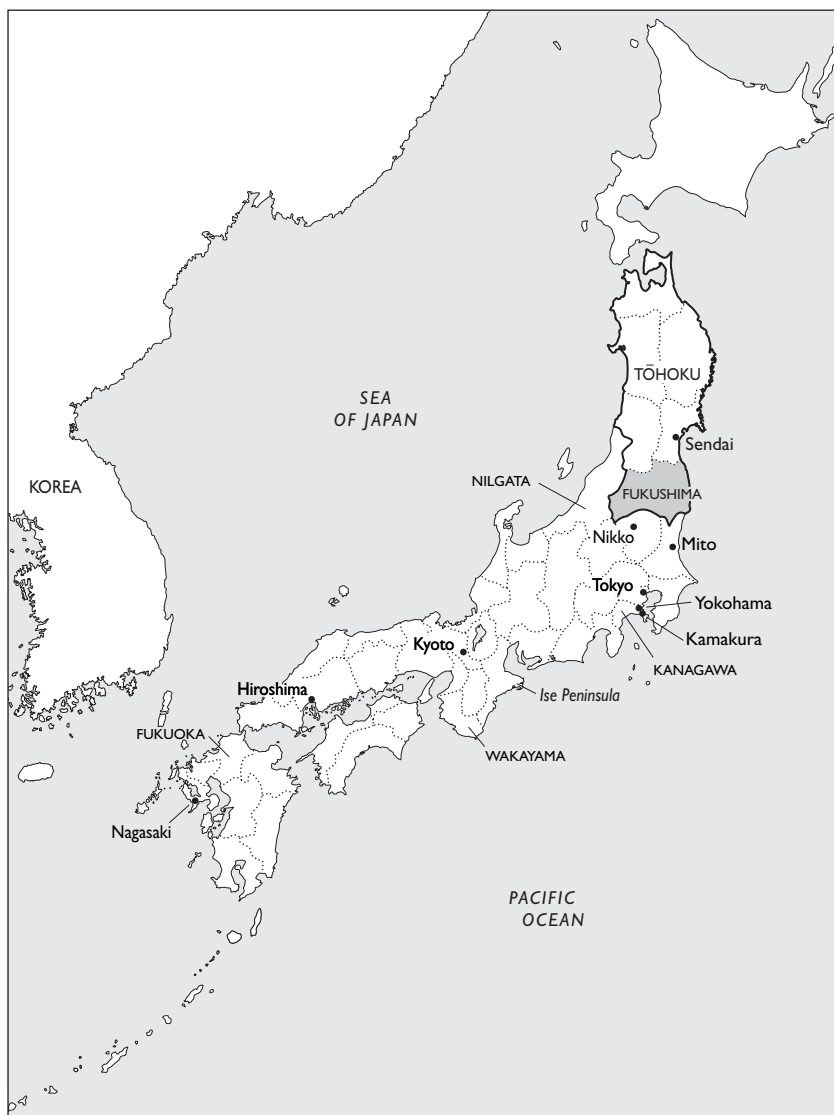 TŌHOKU
SEA
OF JAPAN
Sendai
NILGATA
KOREA
FUKUSHIMA
Nikko
Mito
Tokyo
Yokohama
Kamakura
Kyoto
KANAGAWA
Hiroshima
Ise Peninsula
FUKUOKA
WAKAYAMA
Nagasaki
PACIFIC
OCEAN